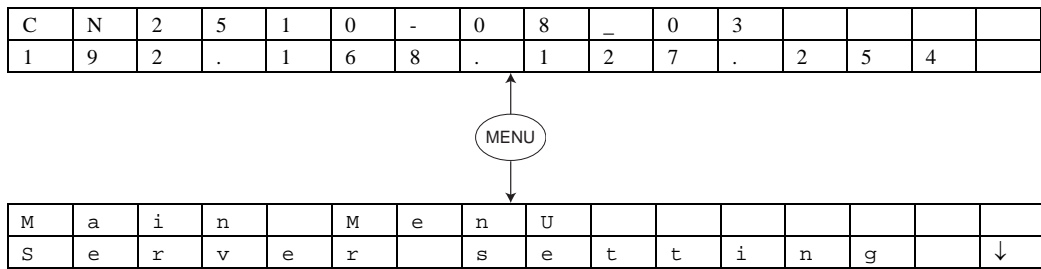 CN2510-08_03
192.168.127.254
MENU
Main MenU
Server setting ↓